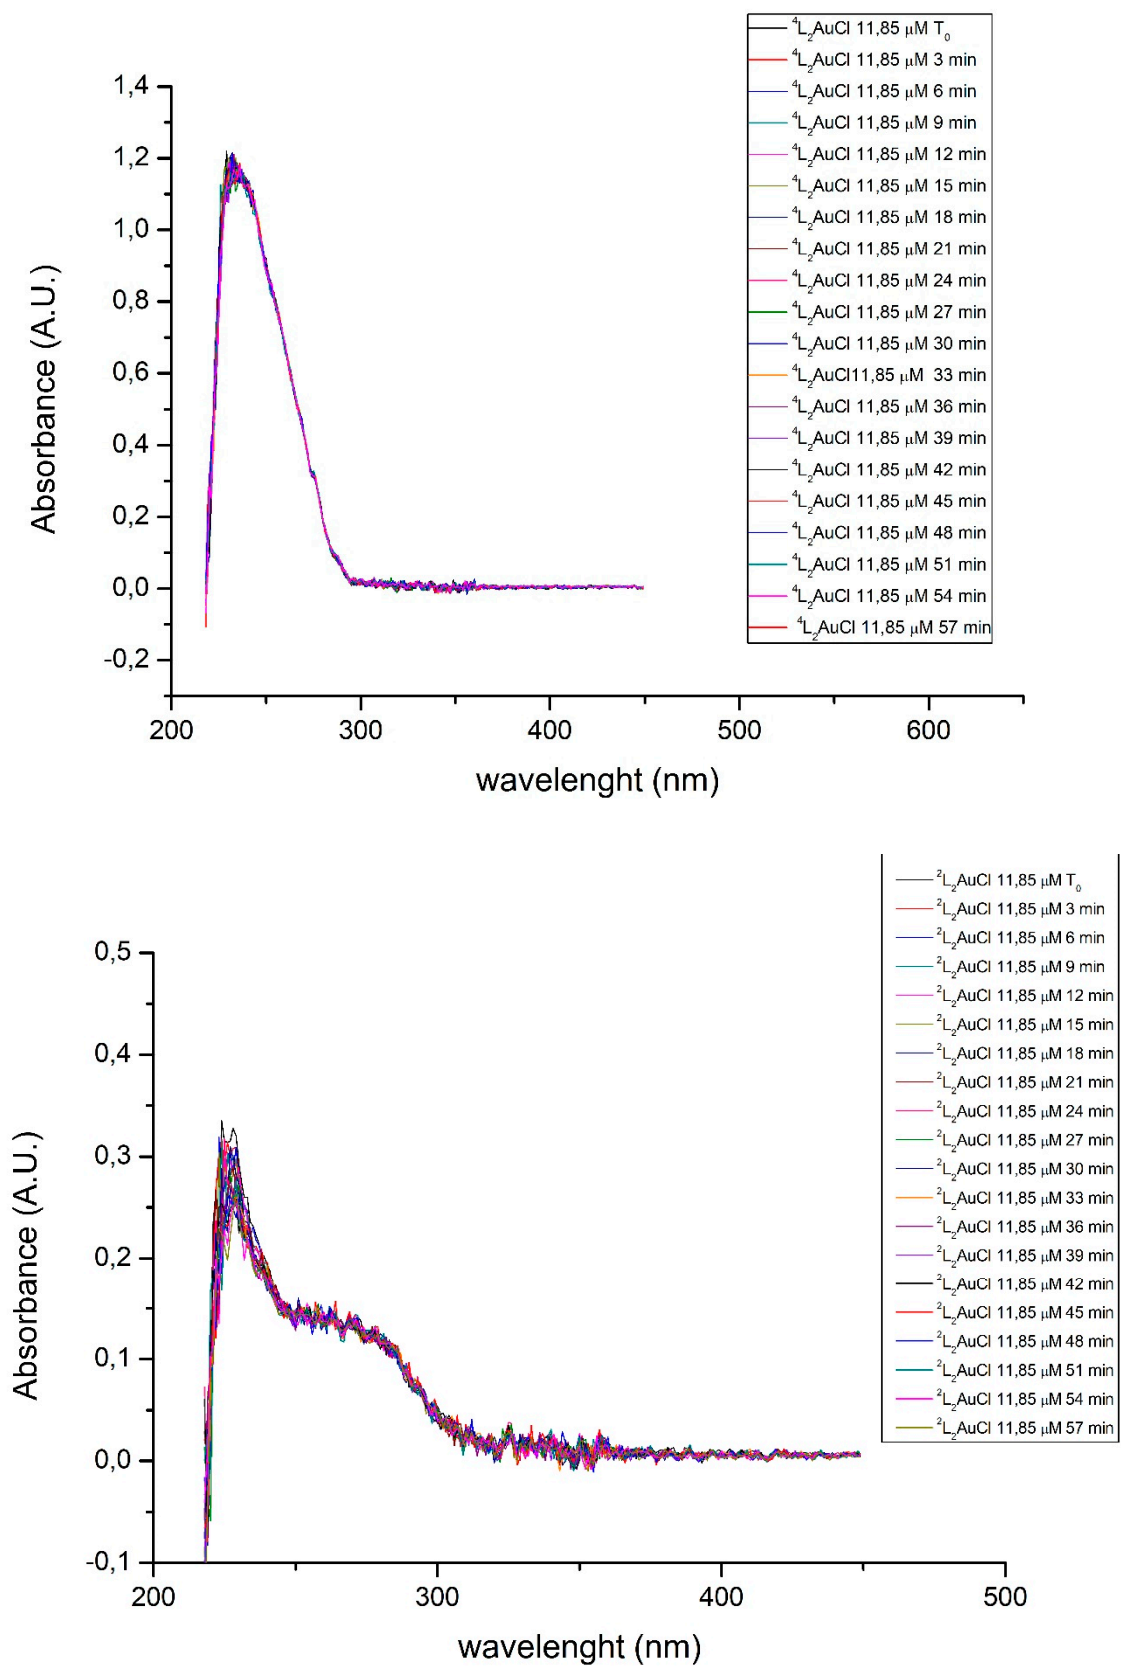 ⁴L₂AuCl 11,85 μM T₀
⁴L₂AuCl 11,85 μM 3 min
⁴L₂AuCl 11,85 μM 6 min
⁴L₂AuCl 11,85 μM 9 min
⁴L₂AuCl 11,85 μM 12 min
⁴L₂AuCl 11,85 μM 15 min
⁴L₂AuCl 11,85 μM 18 min
⁴L₂AuCl 11,85 μM 21 min
⁴L₂AuCl 11,85 μM 24 min
⁴L₂AuCl 11,85 μM 27 min
⁴L₂AuCl 11,85 μM 30 min
⁴L₂AuCl11,85 μM 33 min
⁴L₂AuCl 11,85 μM 36 min
⁴L₂AuCl 11,85 μM 39 min
⁴L₂AuCl 11,85 μM 42 min
⁴L₂AuCl 11,85 μM 45 min
⁴L₂AuCl 11,85 μM 48 min
⁴L₂AuCl 11,85 μM 51 min
⁴L₂AuCl 11,85 μM 54 min
⁴L₂AuCl 11,85 μM 57 min
1,4
1,2
1,0
0,8
0,6
0,4
0,2
0,0
-0,2
Absorbance (A.U.)
200 300 400 500 600
wavelenght (nm)
²L₂AuCl 11,85 μM T₀
²L₂AuCl 11,85 μM 3 min
²L₂AuCl 11,85 μM 6 min
²L₂AuCl 11,85 μM 9 min
²L₂AuCl 11,85 μM 12 min
²L₂AuCl 11,85 μM 15 min
²L₂AuCl 11,85 μM 18 min
²L₂AuCl 11,85 μM 21 min
²L₂AuCl 11,85 μM 24 min
²L₂AuCl 11,85 μM 27 min
²L₂AuCl 11,85 μM 30 min
²L₂AuCl 11,85 μM 33 min
²L₂AuCl 11,85 μM 36 min
²L₂AuCl 11,85 μM 39 min
²L₂AuCl 11,85 μM 42 min
²L₂AuCl 11,85 μM 45 min
²L₂AuCl 11,85 μM 48 min
²L₂AuCl 11,85 μM 51 min
²L₂AuCl 11,85 μM 54 min
²L₂AuCl 11,85 μM 57 min
0,5
0,4
0,3
0,2
0,1
0,0
-0,1
Absorbance (A.U.)
200 300 400 500
wavelenght (nm)